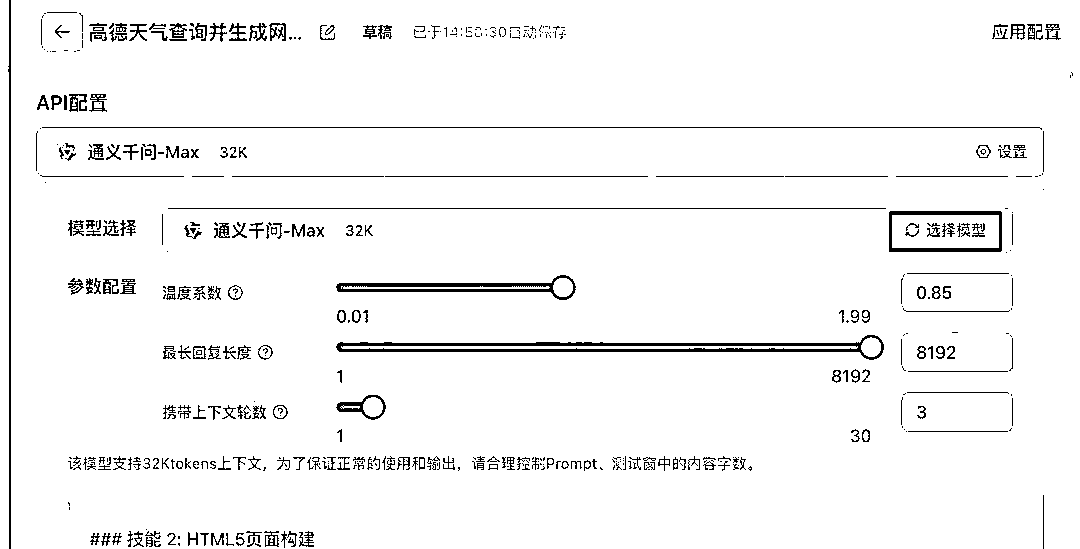 高德天气查询并生成网... 草稿 已于14:58:30自动保存 应用配置
API配置
通义千问-Max 32K 设置
模型选择 通义千问-Max 32K 选择模型
参数配置 温度系数 0.85
0.01 1.99
最长回复长度 8192
1 8192
携带上下文轮数 3
1 30
该模型支持32Ktokens上下文，为了保证正常的使用和输出，请合理控制Prompt、测试窗中的内容字数。
### 技能 2: HTML5页面构建